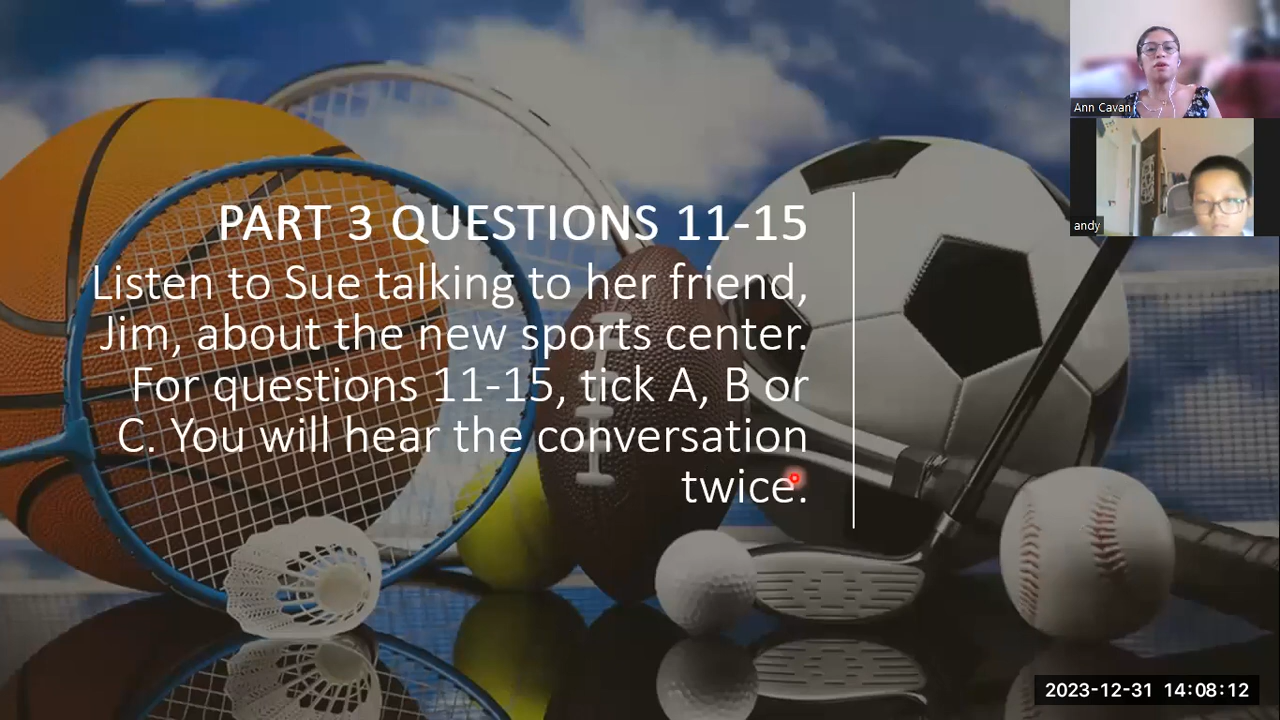 Ann Cavan
andy
PART 3 QUESTIONS 11-15
Listen to Sue talking to her friend,
Jim, about the new sports center.
For questions 11-15, tick A, B or
C. You will hear the conversation
twice.
2023-12-31 14:08:12